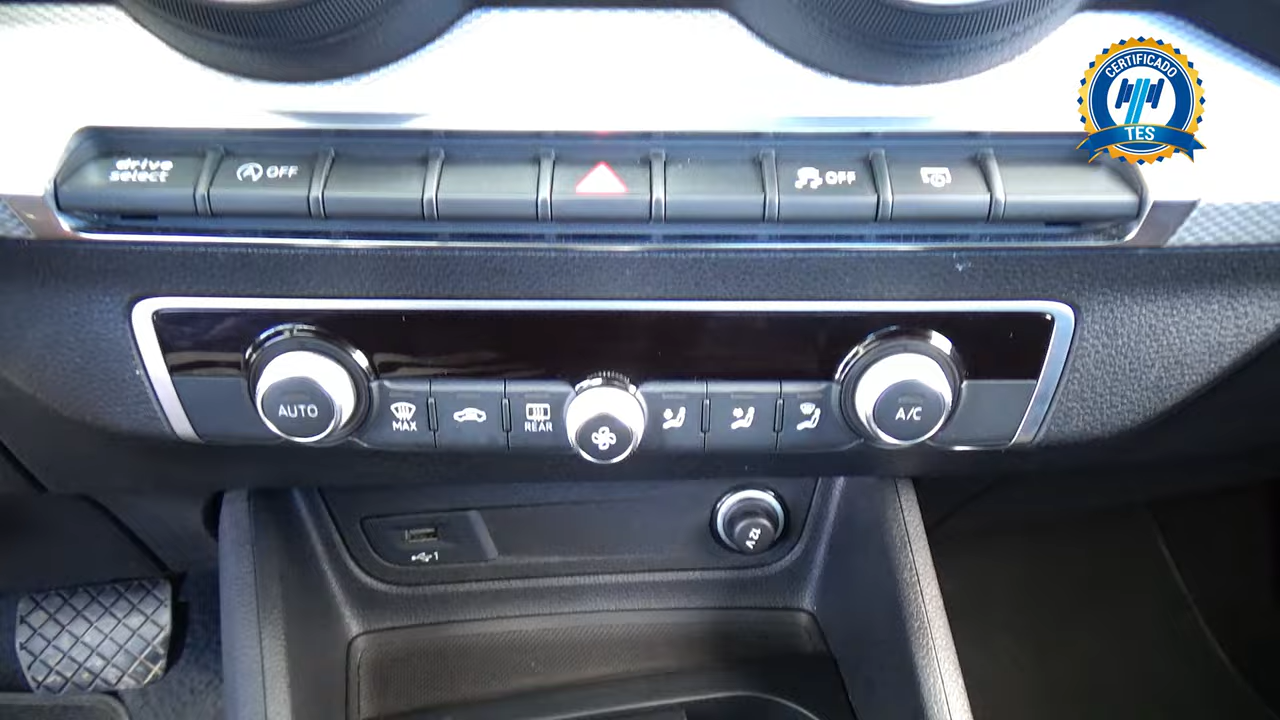 CERTIFICADO
TES
drive
select
OFF
OFF
AUTO
MAX
REAR
A/C
1
12V